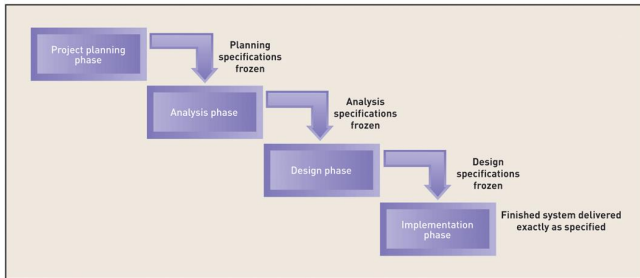 Project planning
phase
Planning
specifications
frozen
Analysis phase
Analysis
specifications
frozen
Design phase
Design
specifications
frozen
Implementation
phase
Finished system delivered
exactly as specified